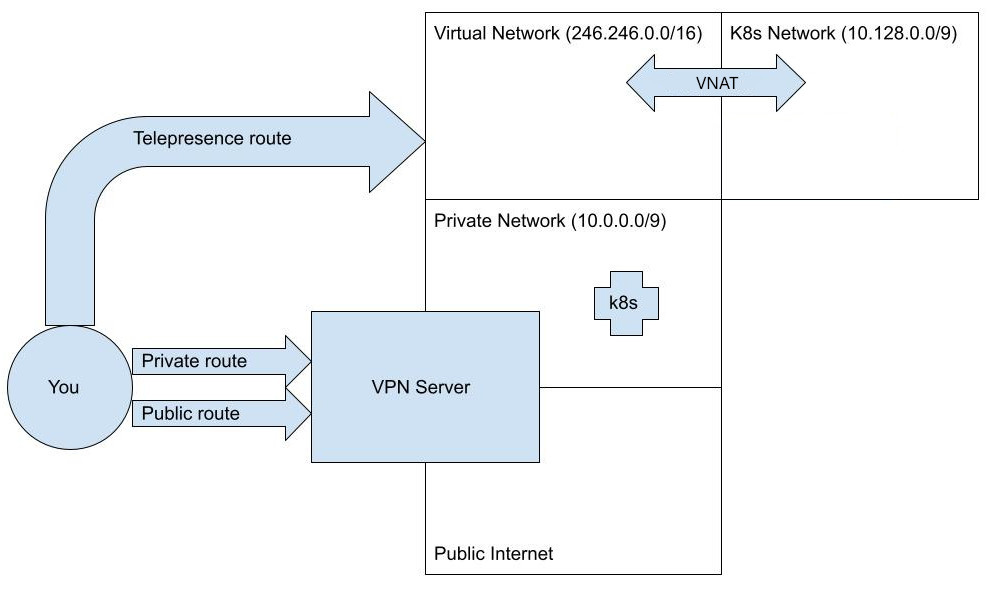 Virtual Network (246.246.0.0/16)
K8s Network (10.128.0.0/9)
VNAT
Telepresence route
Private Network (10.0.0.0/9)
k8s
Private route
You
VPN Server
Public route
Public Internet